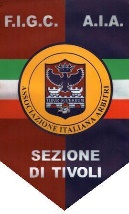 F.I.G.C. A.I.A.
ASSOCIAZIONE ITALIANA ARBITRI
SEZIONE
DI TIVOLI